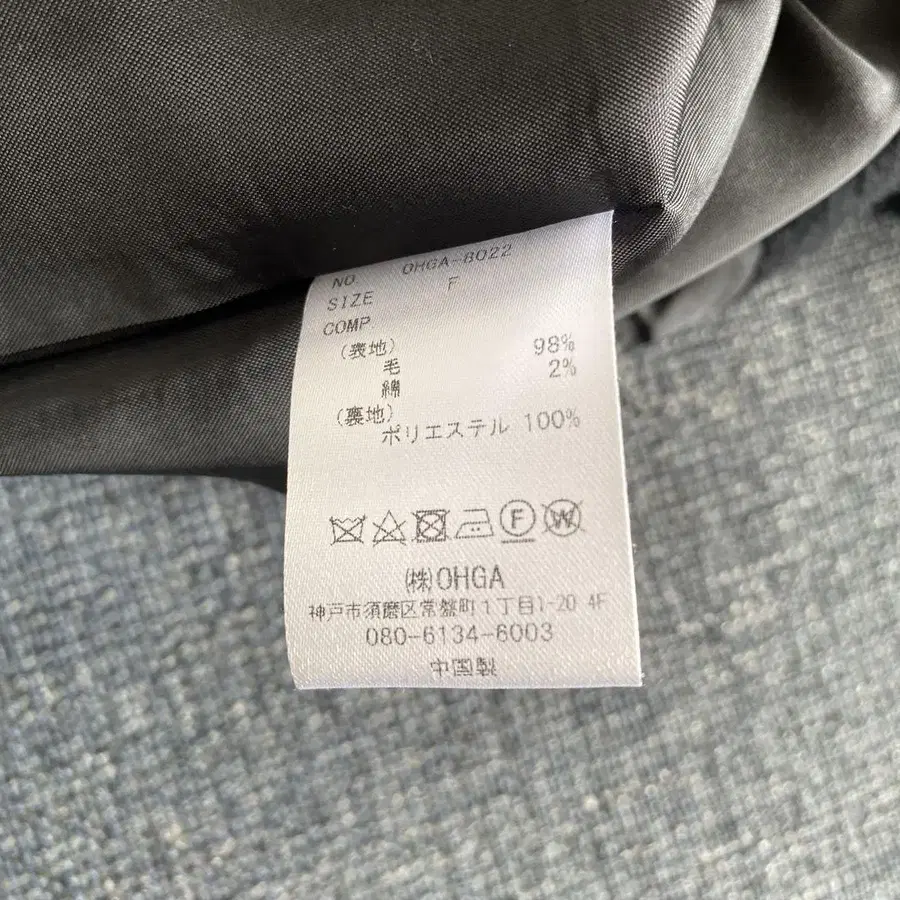 NO. OHGA-8022
SIZE F
COMP
(表地)
毛 98%
綿 2%
(裏地)
ポリエステル 100%
F W
㈱OHGA
神戸市須磨区常盤町1丁目1-20 4F
080-6134-6003
中国製